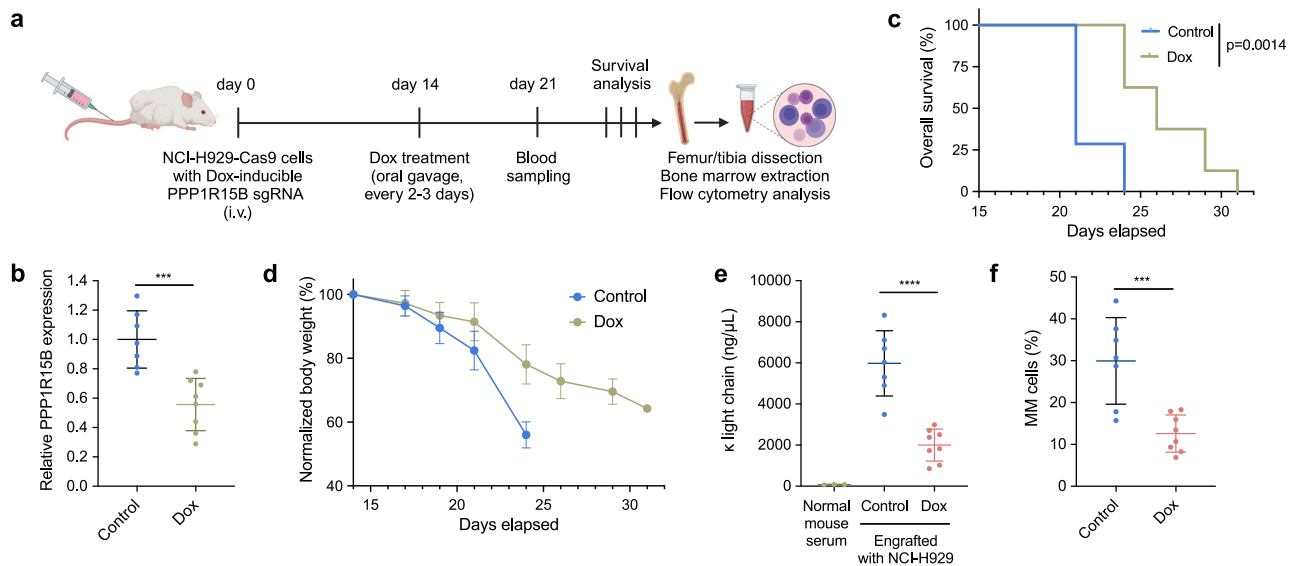 a
day 0
day 14
day 21
Survival
analysis
NCI-H929-Cas9 cells
with Dox-inducible
PPP1R15B sgRNA
(i.v.)
Dox treatment
(oral gavage,
every 2-3 days)
Blood
sampling
Femur/tibia dissection
Bone marrow extraction
Flow cytometry analysis
c
Overall survival (%)
100
75
50
25
0
15
20
25
30
Days elapsed
Control
Dox
p=0.0014
b
Relative PPP1R15B expression
1.4
1.2
1.0
0.8
0.6
0.4
0.2
0.0
***
Control
Dox
d
Normalized body weight (%)
100
80
60
40
15
20
25
30
Days elapsed
Control
Dox
e
κ light chain (ng/µL)
10000
8000
6000
4000
2000
0
****
Normal
mouse
serum
Control
Dox
Engrafted
with NCI-H929
f
MM cells (%)
50
40
30
20
10
0
***
Control
Dox